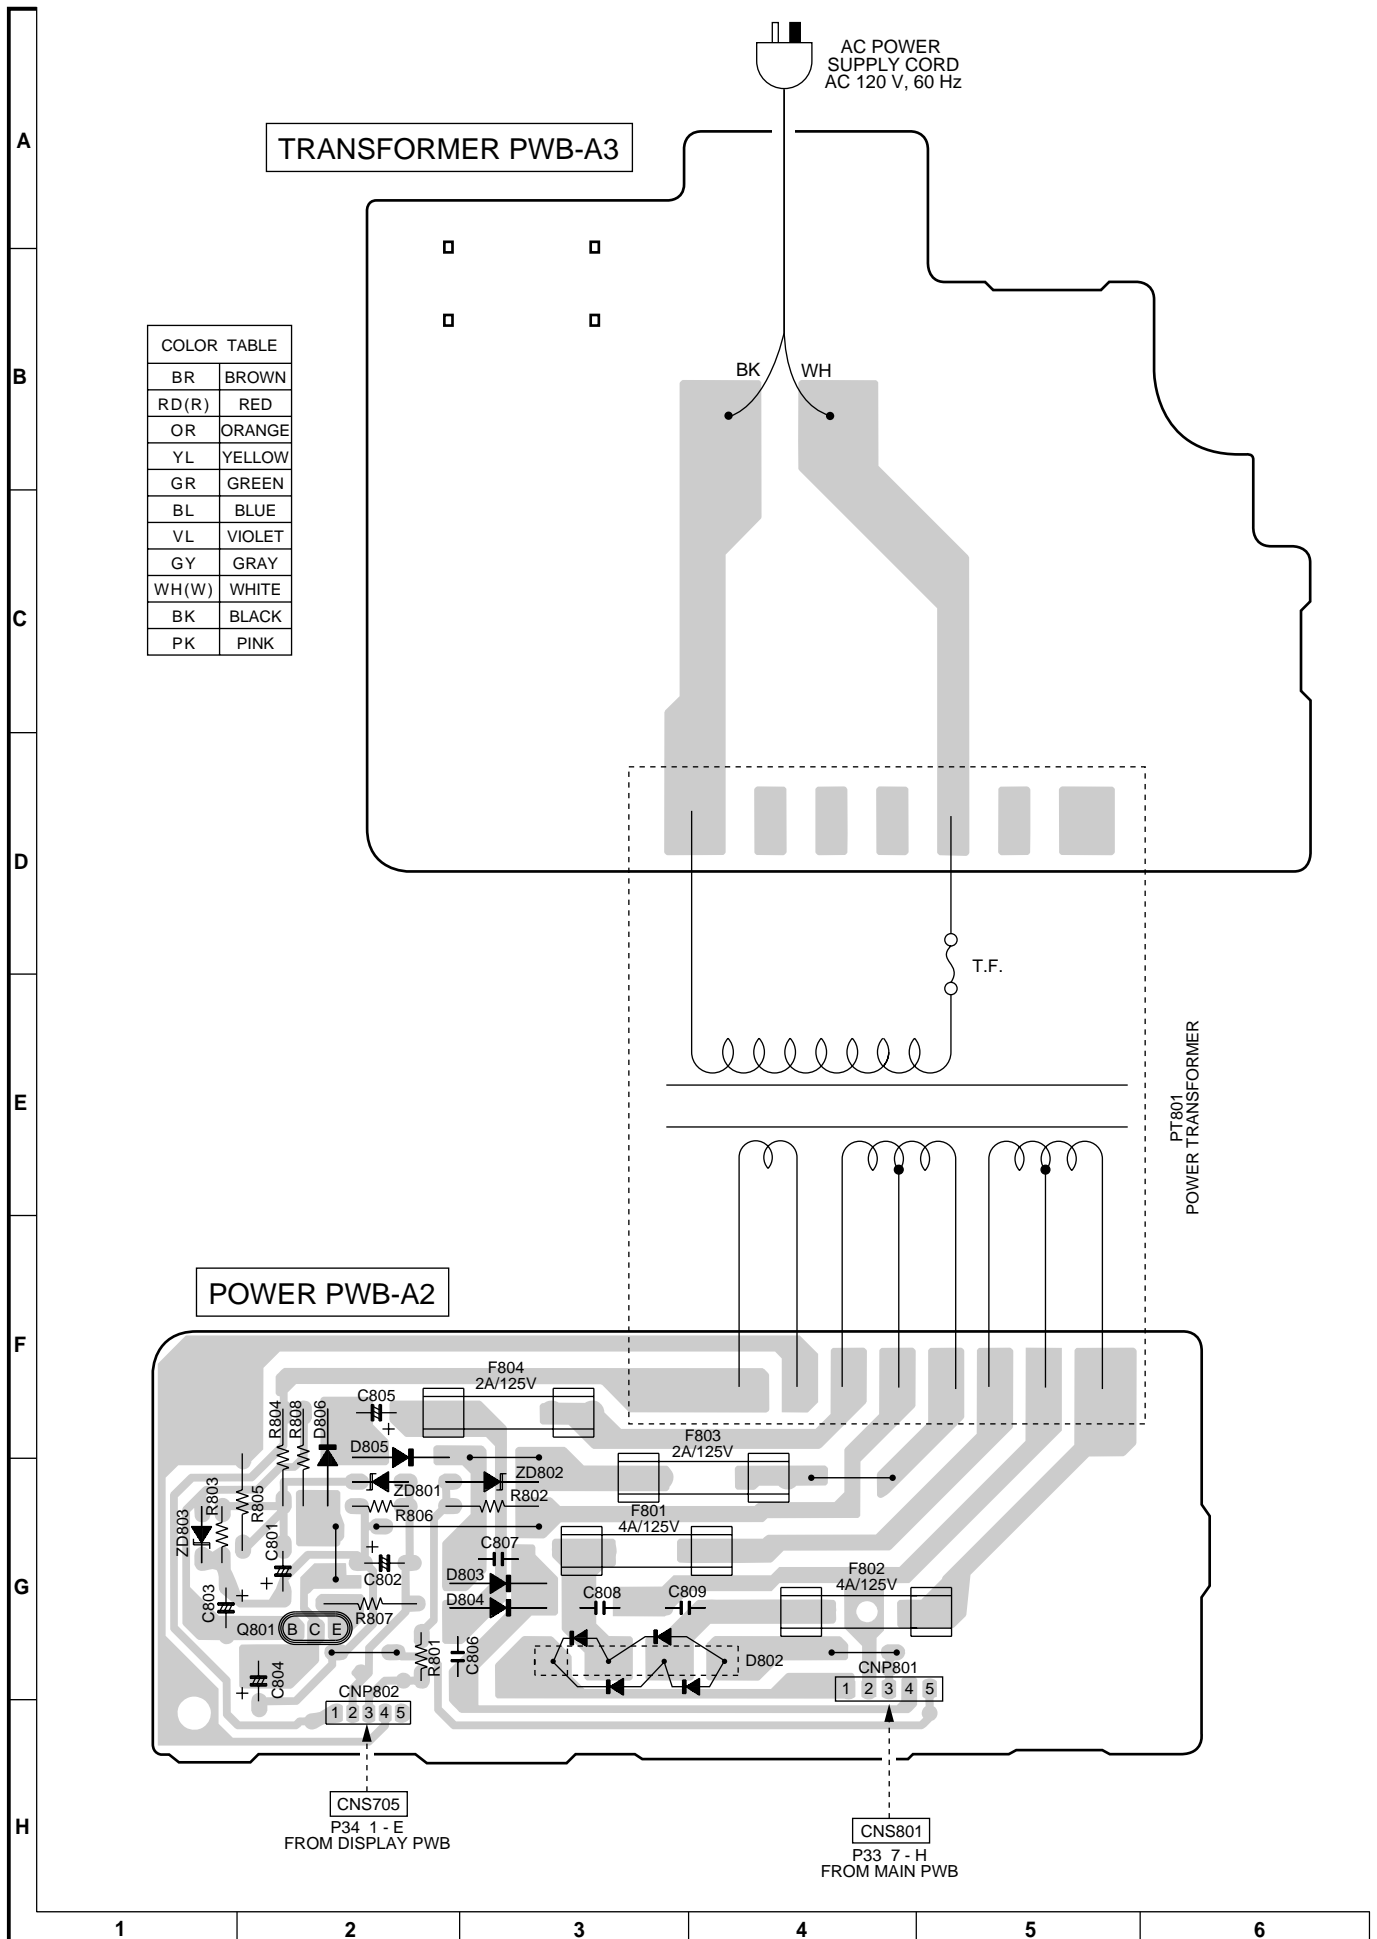 AC POWER
SUPPLY CORD
AC 120 V, 60 Hz
A
TRANSFORMER PWB-A3
COLOR TABLE
B
BR BROWN
RD(R) RED
OR ORANGE
YL YELLOW
GR GREEN
BL BLUE
VL VIOLET
GY GRAY
WH(W) WHITE
BK BLACK
PK PINK
BK WH
C
D
T.F.
E
PT801
POWER TRANSFORMER
POWER PWB-A2
F
F804
2A/125V
C805
+
R804
R808
D806
D805
F803
2A/125V
ZD802
ZD801
R802
R806
R803
R805
ZD803
C801
+
F801
4A/125V
C807
+
C802
D803
D804
C808
C809
F802
4A/125V
G
C803
+
R807
Q801
B C E
R801
C806
D802
C804
+
CNP802
1 2 3 4 5
CNP801
1 2 3 4 5
CNS705
P34 1 - E
FROM DISPLAY PWB
H
CNS801
P33 7 - H
FROM MAIN PWB
1 2 3 4 5 6